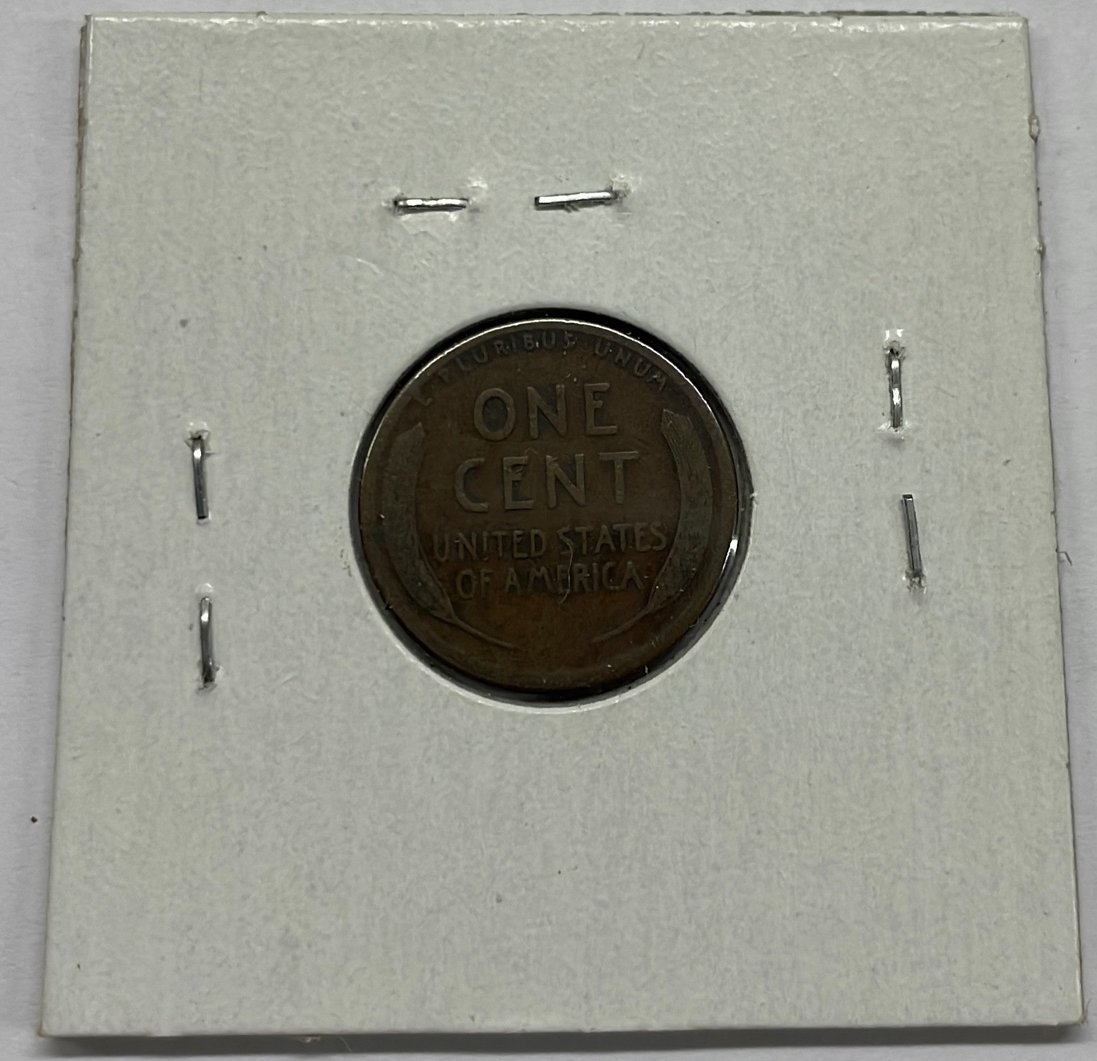 E · PLURIBUS · UNUM
ONE
CENT
UNITED STATES
OF AMERICA